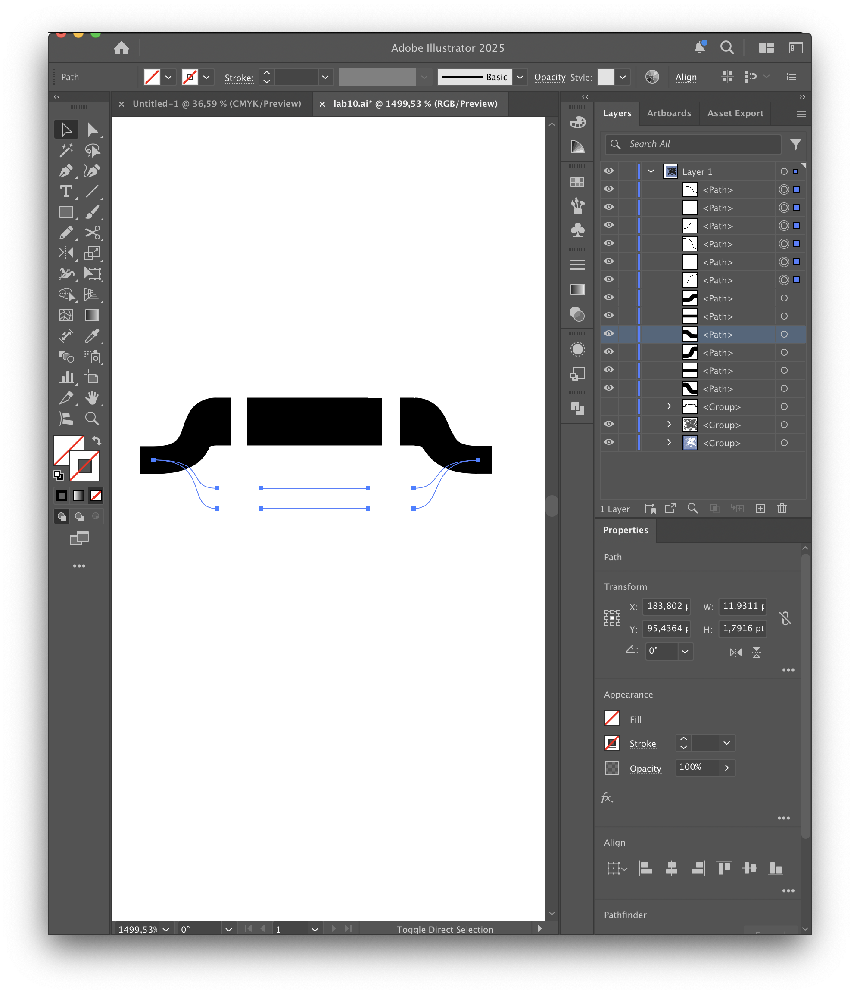 Adobe Illustrator 2025
Path
Stroke:
Basic
Opacity
Style:
Align
Untitled-1 @ 36,59 % (CMYK/Preview)
lab10.ai* @ 1499,53 % (RGB/Preview)
Layers
Artboards
Asset Export
Search All
Layer 1
<Path>
<Path>
<Path>
<Path>
<Path>
<Path>
<Path>
<Path>
<Path>
<Path>
<Path>
<Path>
<Group>
<Group>
<Group>
1 Layer
Properties
Path
Transform
X: 183,802 W: 11,9311
Y: 95,4364 H: 1,7916 pt
0°
Appearance
Fill
Stroke
Opacity 100%
fx
Align
Pathfinder
1499,53% 0° 1 Toggle Direct Selection